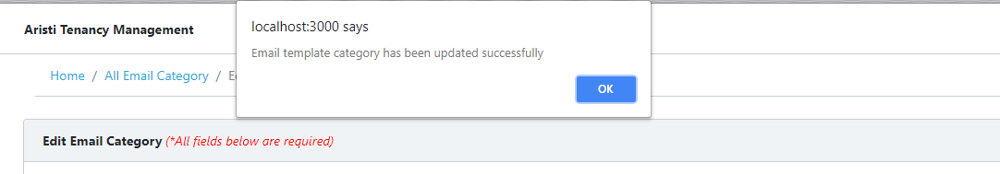 localhost:3000 says
Aristi Tenancy Management
Email template category has been updated successfully
Home / All Email Category /
OK
Edit Email Category (*All fields below are required)